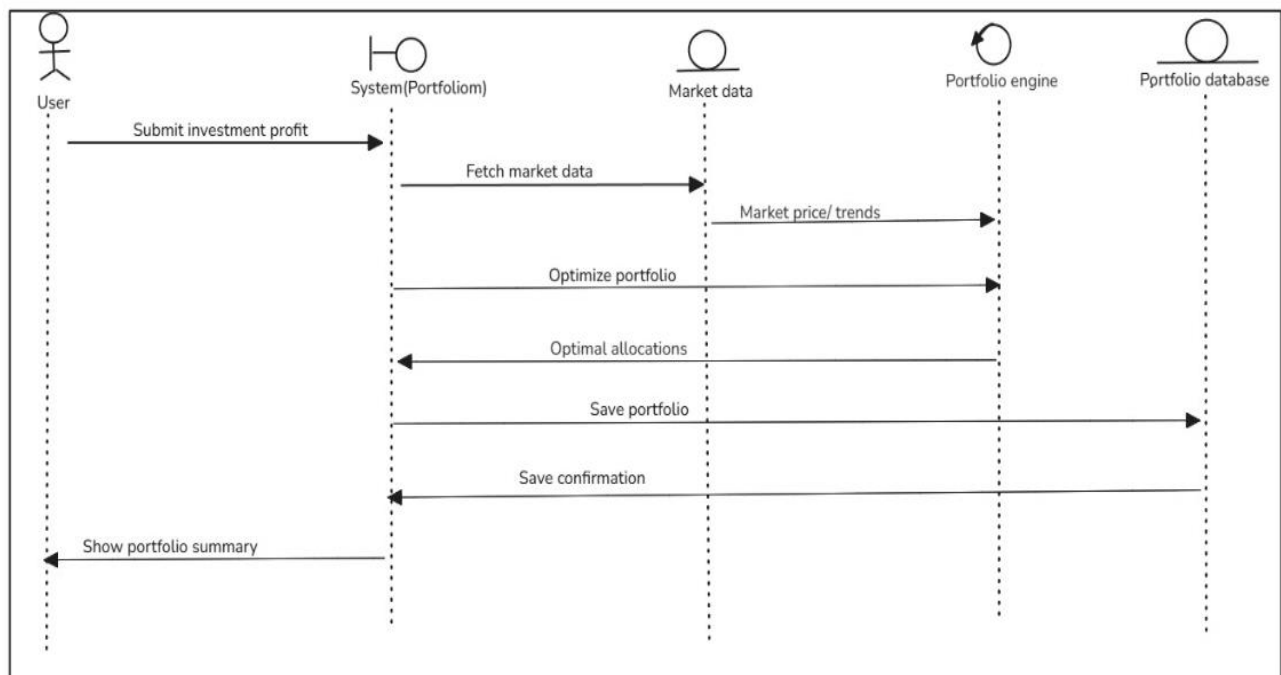 User
System(Portfoliom)
Market data
Portfolio engine
Portfolio database
Submit investment profit
Fetch market data
Market price/ trends
Optimize portfolio
Optimal allocations
Save portfolio
Save confirmation
Show portfolio summary